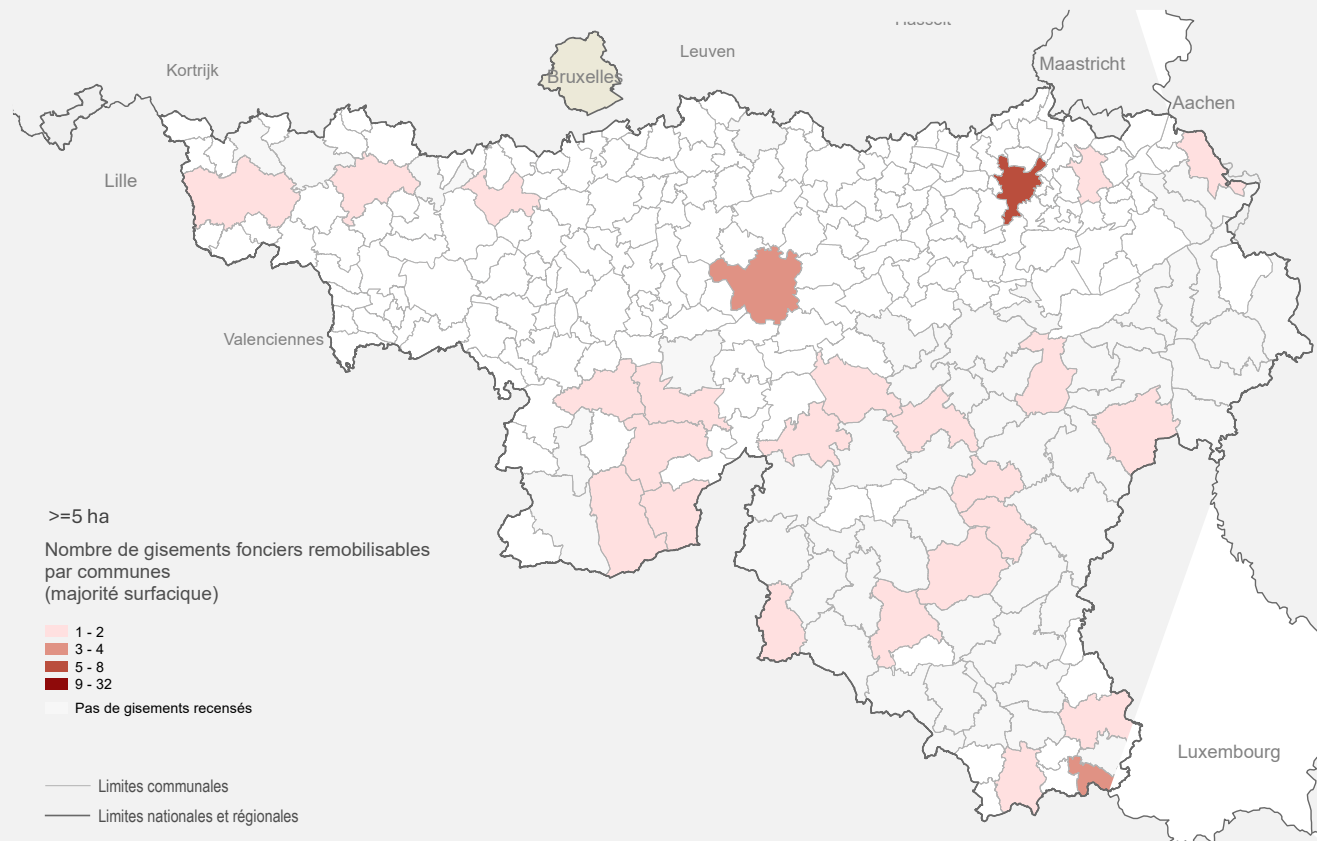 Hasselt
Leuven
Kortrijk
Maastricht
Bruxelles
Aachen
Lille
Valenciennes
>=5 ha
Nombre de gisements fonciers remobilisables
par communes
(majorité surfacique)
1 - 2
3 - 4
5 - 8
9 - 32
Pas de gisements recensés
Luxembourg
Limites communales
Limites nationales et régionales